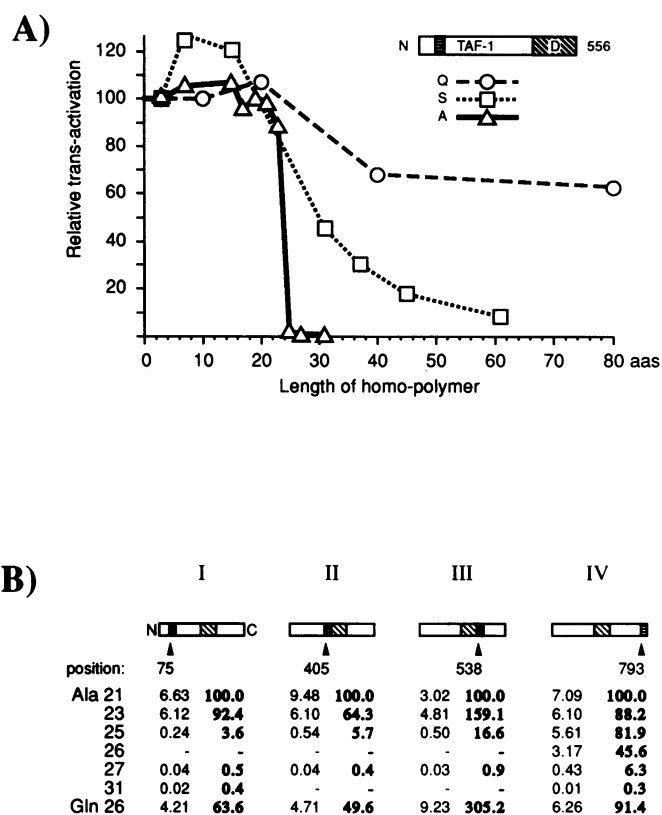 A)
N TAF-1 D 556
Q
S
A
Relative trans-activation
120
100
80
60
40
20
0 10 20 30 40 50 60 70 80 aas
Length of homo-polymer
B)
I II III IV
N C
position: 75 405 538 793
Ala 21 6.63 100.0 9.48 100.0 3.02 100.0 7.09 100.0
23 6.12 92.4 6.10 64.3 4.81 159.1 6.10 88.2
25 0.24 3.6 0.54 5.7 0.50 16.6 5.61 81.9
26 - - - - - - 3.17 45.6
27 0.04 0.5 0.04 0.4 0.03 0.9 0.43 6.3
31 0.02 0.4 - - - - 0.01 0.3
Gln 26 4.21 63.6 4.71 49.6 9.23 305.2 6.26 91.4